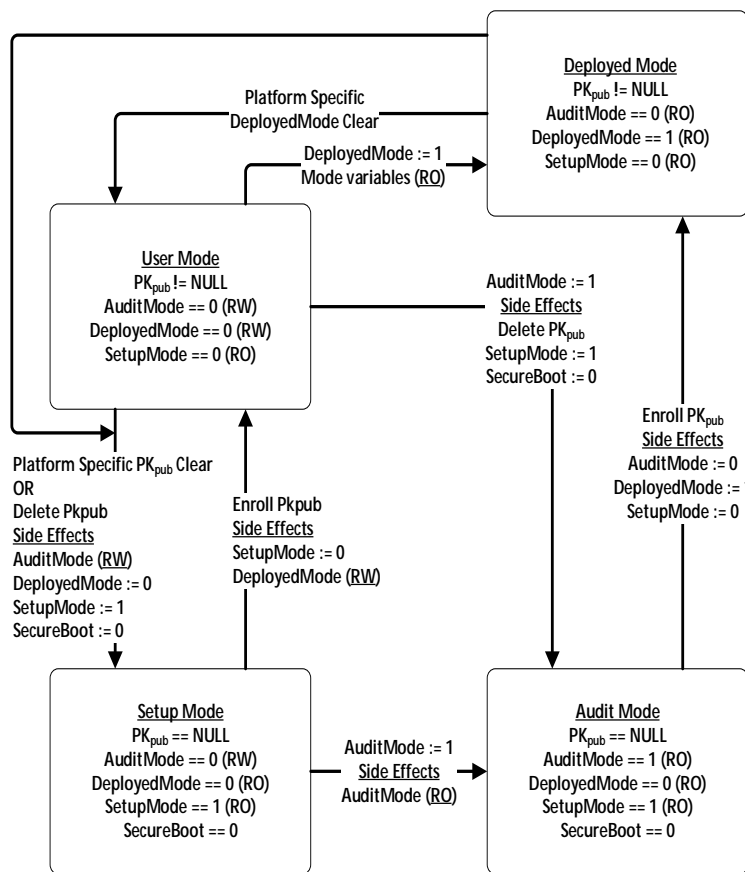 Deployed Mode
PKpub != NULL
AuditMode == 0 (RO)
DeployedMode == 1 (RO)
SetupMode == 0 (RO)
Platform Specific
DeployedMode Clear
DeployedMode := 1
Mode variables (RO)
User Mode
PKpub != NULL
AuditMode == 0 (RW)
DeployedMode == 0 (RW)
SetupMode == 0 (RO)
AuditMode := 1
Side Effects
Delete PKpub
SetupMode := 1
SecureBoot := 0
Enroll PKpub
Side Effects
AuditMode := 0
DeployedMode :=
SetupMode := 0
Platform Specific PKpub Clear
OR
Delete Pkpub
Side Effects
AuditMode (RW)
DeployedMode := 0
SetupMode := 1
SecureBoot := 0
Enroll Pkpub
Side Effects
SetupMode := 0
DeployedMode (RW)
Setup Mode
PKpub == NULL
AuditMode == 0 (RW)
DeployedMode == 0 (RO)
SetupMode == 1 (RO)
SecureBoot == 0
AuditMode := 1
Side Effects
AuditMode (RO)
Audit Mode
PKpub == NULL
AuditMode == 1 (RO)
DeployedMode == 0 (RO)
SetupMode == 1 (RO)
SecureBoot == 0